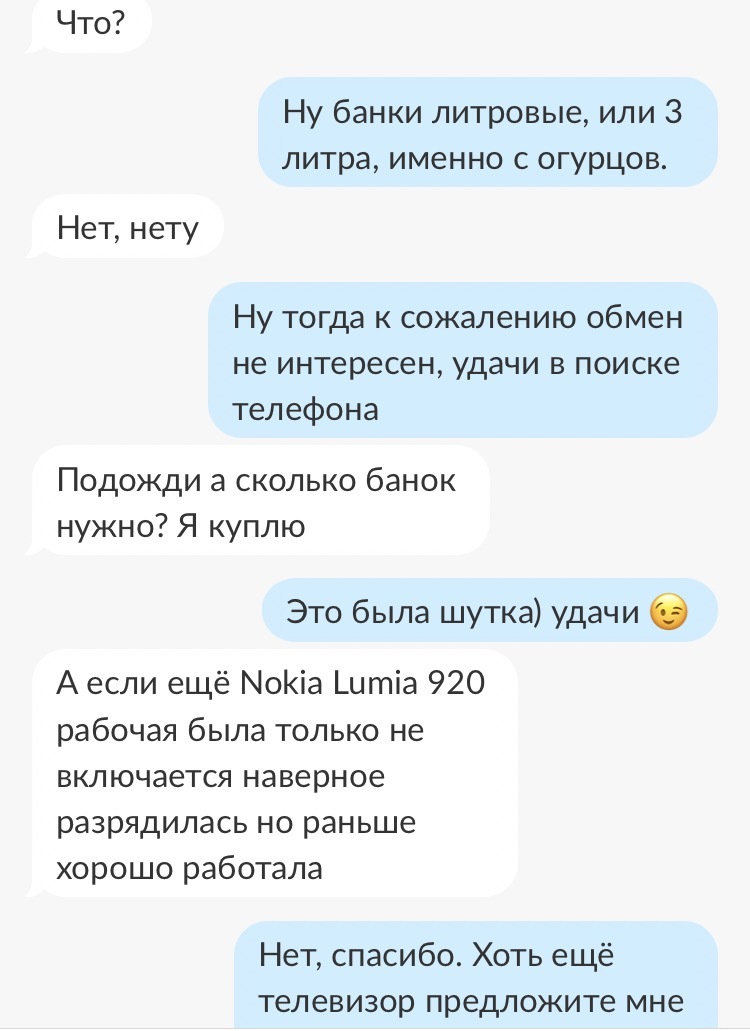 Что?
Ну банки литровые, или 3
литра, именно с огурцов.
Нет, нету
Ну тогда к сожалению обмен
не интересен, удачи в поиске
телефона
Подожди а сколько банок
нужно? Я куплю
Это была шутка) удачи 😉
А если ещё Nokia Lumia 920
рабочая была только не
включается наверное
разрядилась но раньше
хорошо работала
Нет, спасибо. Хоть ещё
телевизор предложите мне